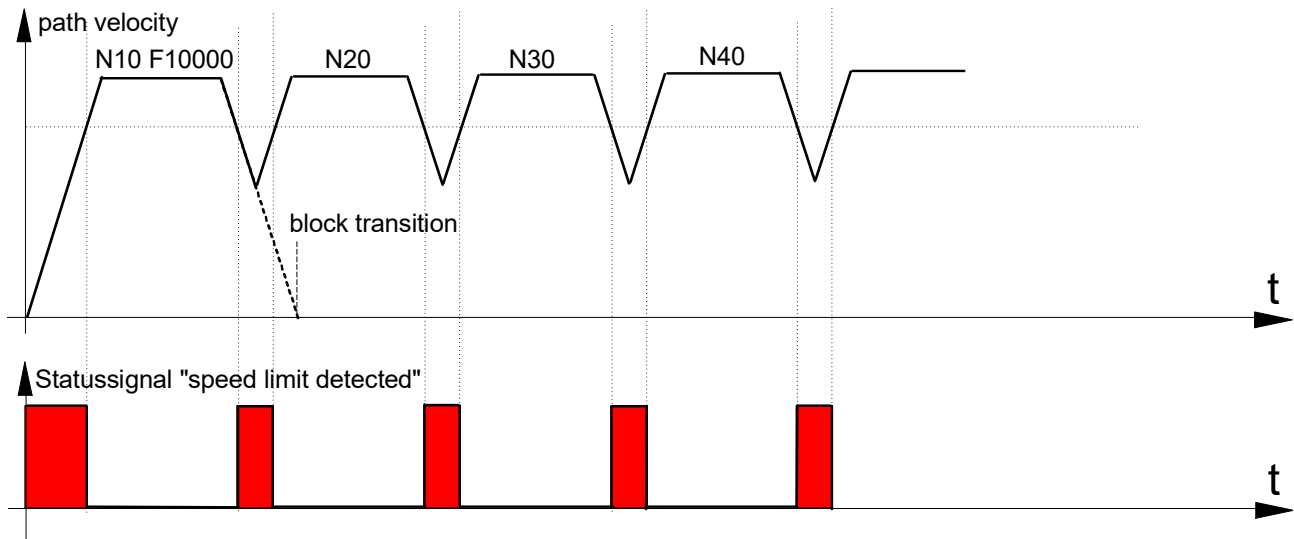 path velocity
N10 F10000
N20
N30
N40
block transition
t
Statussignal "speed limit detected"
t